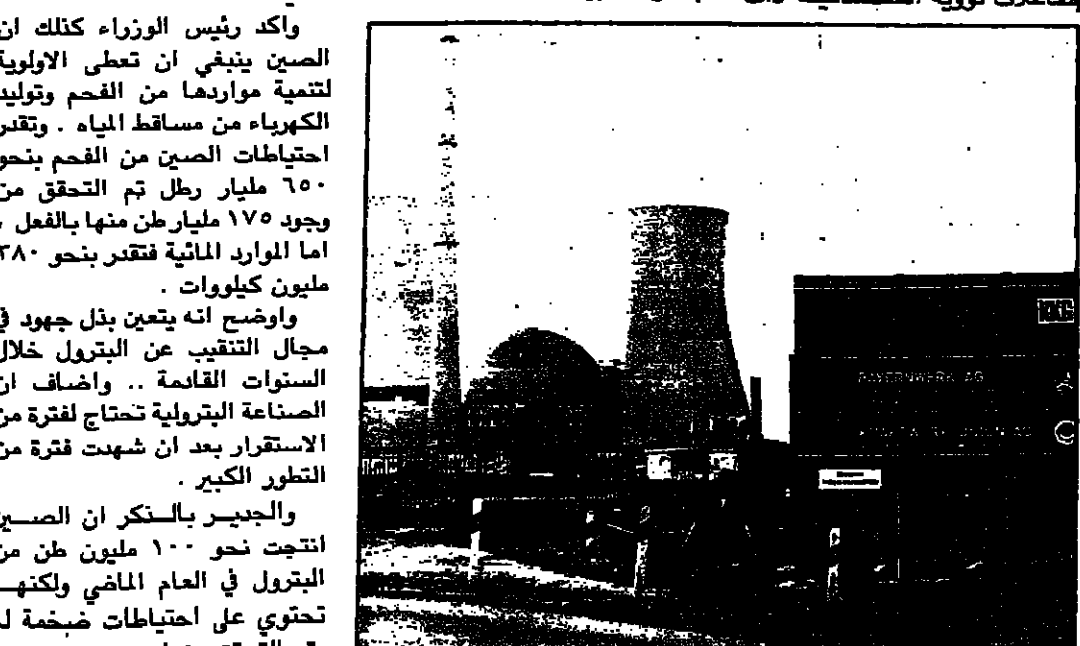 واكد رئيس الوزراء كذلك ان
الصين ينبغي ان تعطى الاولوية
لتنمية مواردها من الفحم وتوليد
الكهرباء من مساقط المياه . وتقدر
احتياطات الصين من الفحم بنحو
٦٥٠ مليار رطل تم التحقق من
وجود ١٧٥ مليار طن منها بالفعل ،
اما الموارد المائية فتقدر بنحو ٣٨٠
مليون كيلووات .
واوضح انه يتعين بذل جهود في
مجال التنقيب عن البترول خلال
السنوات القادمة .. واضاف ان
الصناعة البترولية تحتاج لفترة من
الاستقرار بعد ان شهدت فترة من
التطور الكبير .
والجدير بالذكر ان الصين
انتجت نحو ١٠٠ مليون طن من
البترول في العام الماضي ولكنها
تحتوي على احتياطات ضخمة لم
BAYERNWERK AG